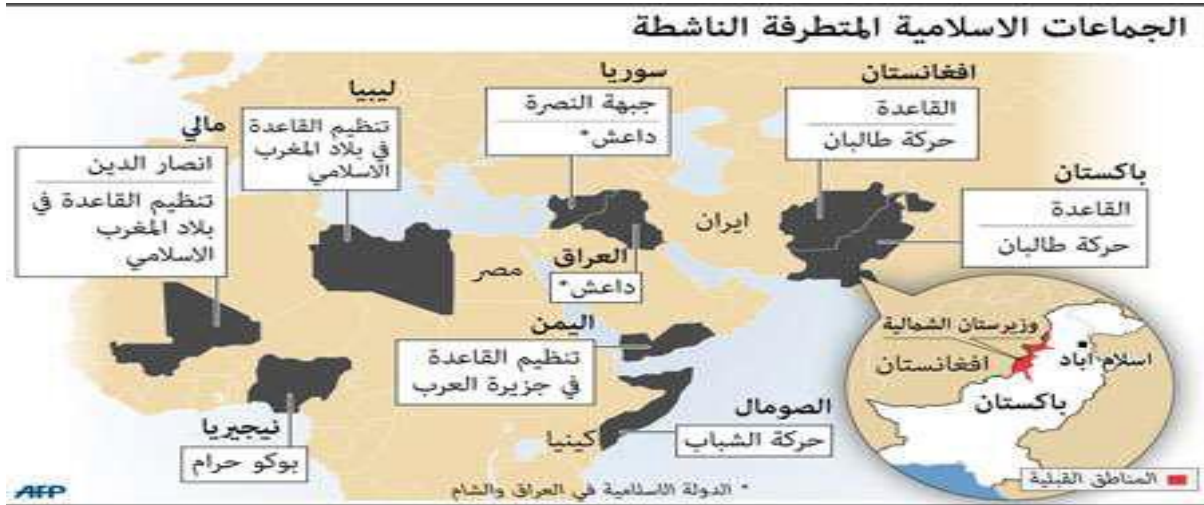 الجماعات الاسلامية المتطرفة الناشطة
افغانستان
القاعدة
حركة طالبان
سوريا
جبهة النصرة
داعش*
ليبيا
تنظيم القاعدة
في بلاد المغرب
الاسلامي
مالي
انصار الدين
تنظيم القاعدة في
بلاد المغرب
الاسلامي
باكستان
القاعدة
حركة طالبان
ايران
العراق
داعش*
مصر
اليمن
تنظيم القاعدة
في جزيرة العرب
وزيرستان الشمالية
افغانستان
اسلام آباد
باكستان
المناطق القبلية
الصومال
حركة الشباب
كينيا
نيجيريا
بوكو حرام
* الدولة الاسلامية في العراق والشام
AFP